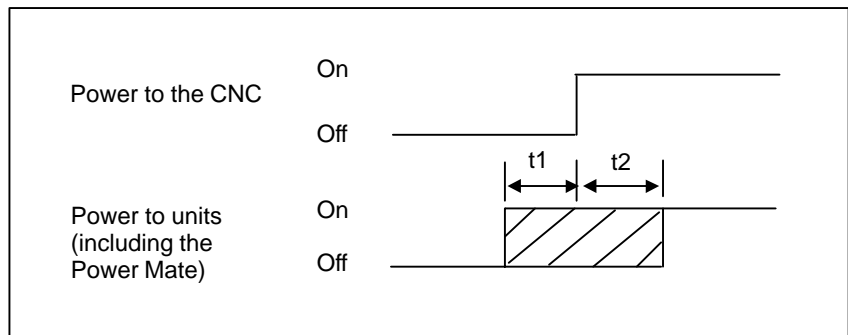 On
Power to the CNC
Off
t1 t2
Power to units
(including the
Power Mate)
On
Off